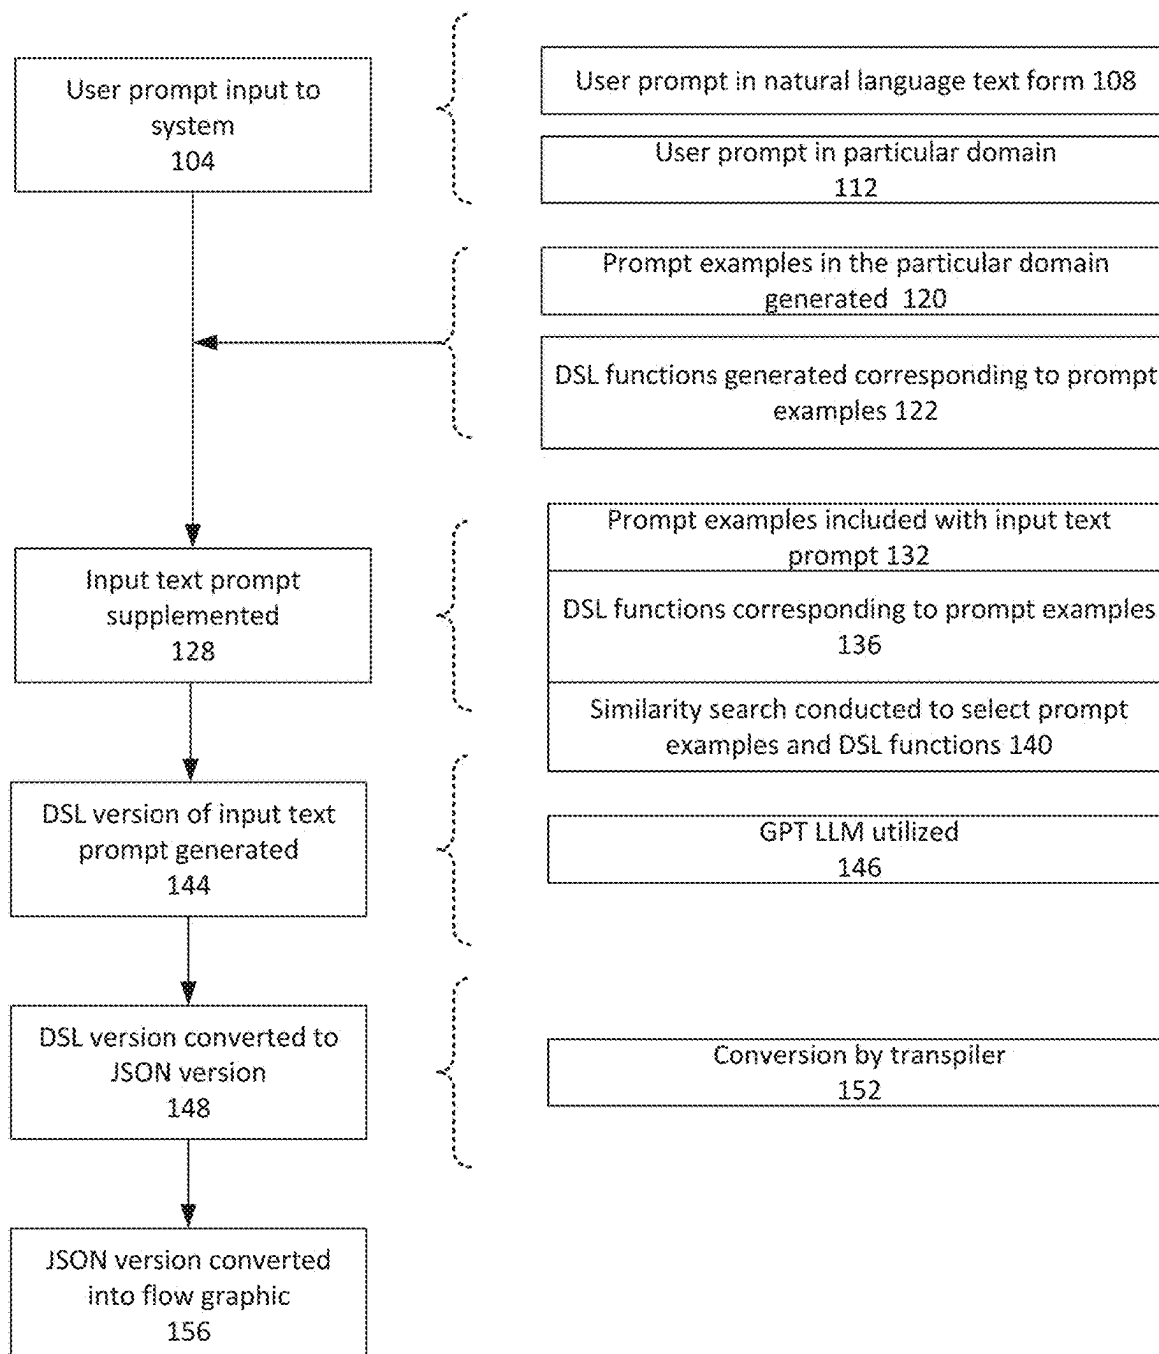 User prompt input to
system
104
User prompt in natural language text form 108
User prompt in particular domain
112
Prompt examples in the particular domain
generated 120
DSL functions generated corresponding to prompt
examples 122
Input text prompt
supplemented
128
Prompt examples included with input text
prompt 132
DSL functions corresponding to prompt examples
136
Similarity search conducted to select prompt
examples and DSL functions 140
DSL version of input text
prompt generated
144
GPT LLM utilized
146
DSL version converted to
JSON version
148
Conversion by transpiler
152
JSON version converted
into flow graphic
156